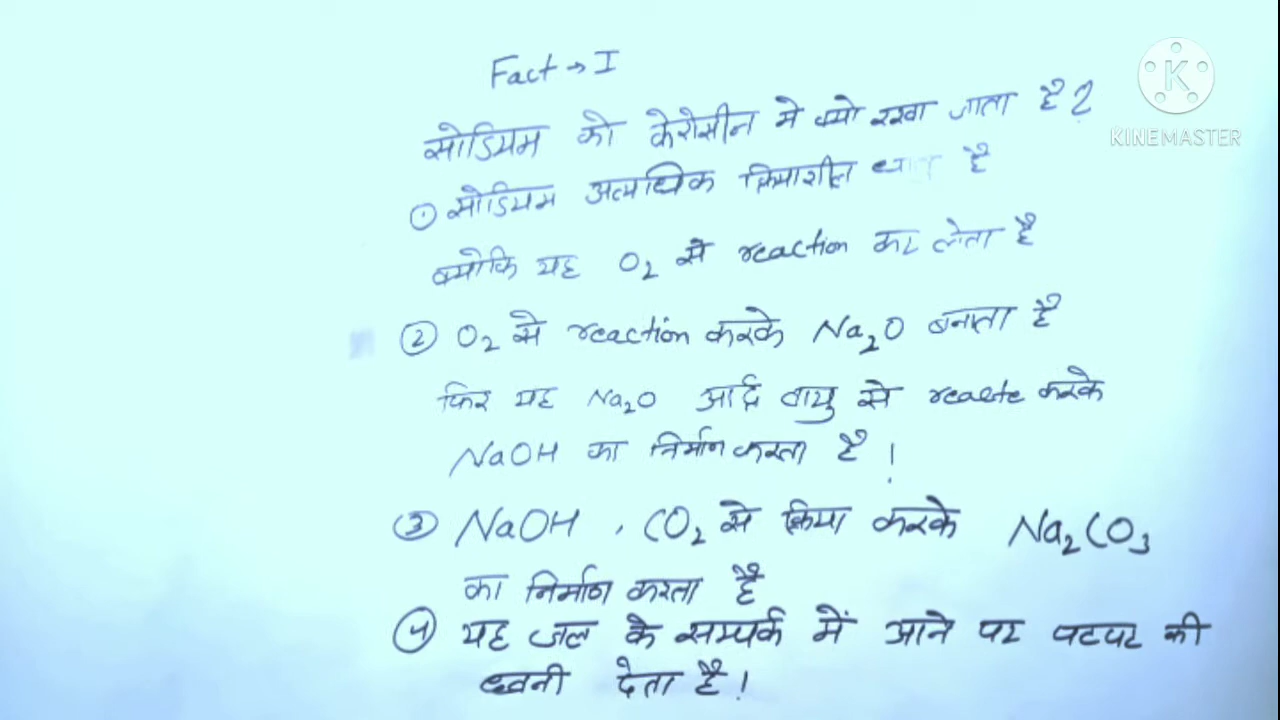 Fact → I
सोडियम को केरोसीन मे क्यो रखा जाता है?
① सोडियम अत्यधिक क्रियाशील धातु है
क्योकि यह O₂ से reaction कर लेता है
② O₂ से reaction करके Na₂O बनाता है
फिर यह Na₂O आर्द्र वायु से reacte करके
NaOH का निर्माण करता है !
③ NaOH , CO₂ से क्रिया करके Na₂CO₃
का निर्माण करता है
④ यह जल के सम्पर्क में आने पर पटपट की
ध्वनी देता है !
KINEMASTER